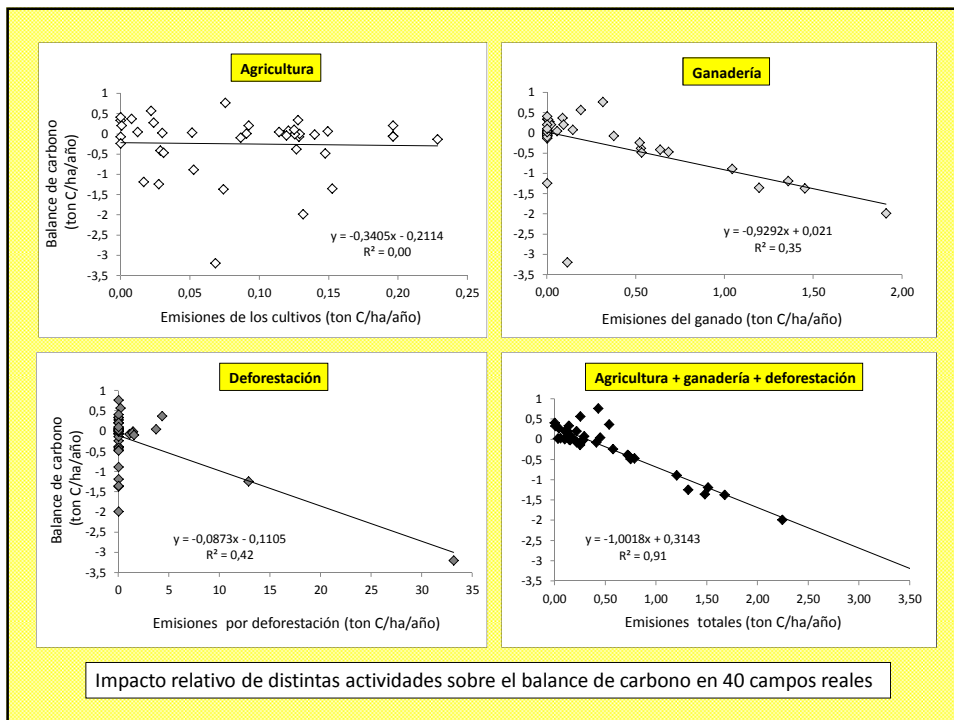 Agricultura
1
0,5
0
-0,5
-1
-1,5
-2
-2,5
-3
-3,5
Balance de carbono
(ton C/ha/año)
y = -0,3405x - 0,2114
R² = 0,00
0,00 0,05 0,10 0,15 0,20 0,25
Emisiones de los cultivos (ton C/ha/año)
Ganadería
1
0,5
0
-0,5
-1
-1,5
-2
-2,5
-3
-3,5
y = -0,9292x + 0,021
R² = 0,35
0,00 0,50 1,00 1,50 2,00
Emisiones del ganado (ton C/ha/año)
Deforestación
1
0,5
0
-0,5
-1
-1,5
-2
-2,5
-3
-3,5
Balance de carbono
(ton C/ha/año)
y = -0,0873x - 0,1105
R² = 0,42
0 5 10 15 20 25 30 35
Emisiones por deforestación (ton C/ha/año)
Agricultura + ganadería + deforestación
1
0,5
0
-0,5
-1
-1,5
-2
-2,5
-3
-3,5
y = -1,0018x + 0,3143
R² = 0,91
0,00 0,50 1,00 1,50 2,00 2,50 3,00 3,50
Emisiones totales (ton C/ha/año)
Impacto relativo de distintas actividades sobre el balance de carbono en 40 campos reales